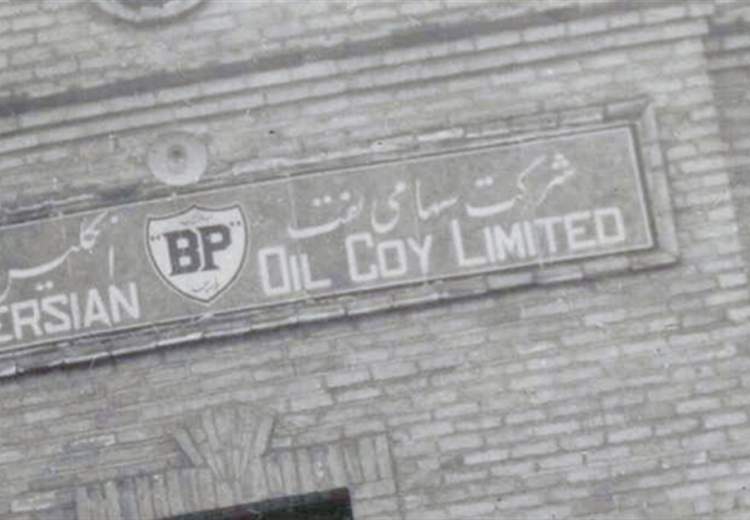 شرکت سهامی نفت انگلیس
ERSIAN "BP" OIL COY LIMITED